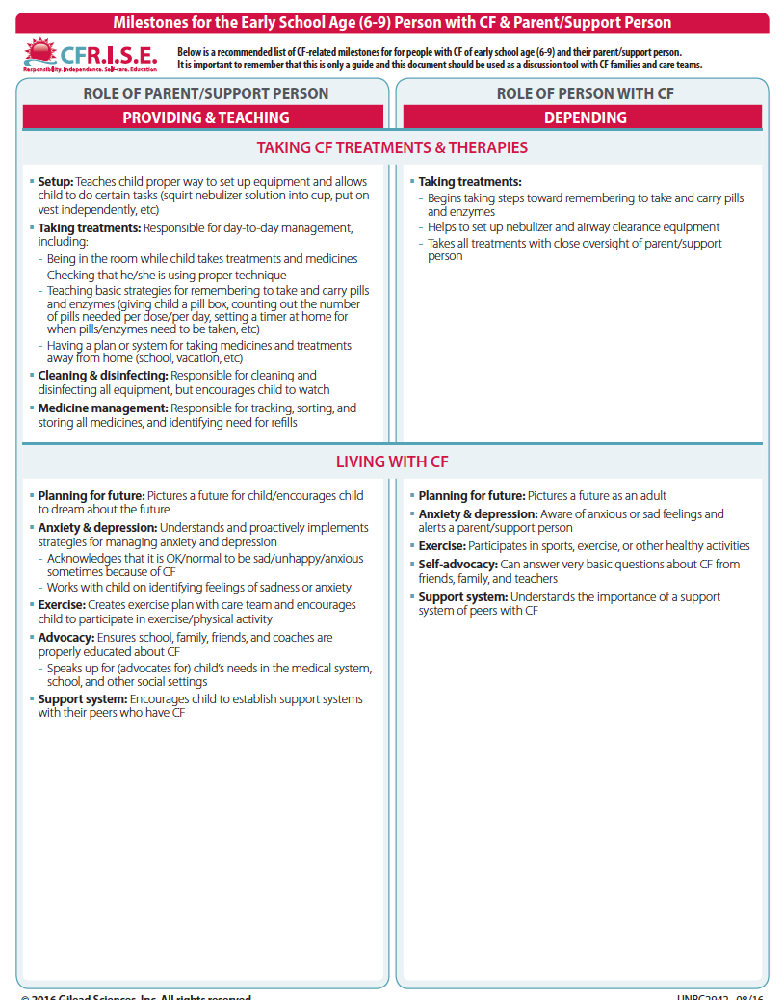 Milestones for the Early School Age (6-9) Person with CF & Parent/Support Person
CFR.I.S.E.
Responsibility. Independence. Self-care. Education
Below is a recommended list of CF-related milestones for for people with CF of early school age (6-9) and their parent/support person.
It is important to remember that this is only a guide and this document should be used as a discussion tool with CF families and care teams.
ROLE OF PARENT/SUPPORT PERSON
PROVIDING & TEACHING
ROLE OF PERSON WITH CF
DEPENDING
TAKING CF TREATMENTS & THERAPIES
▪ Setup: Teaches child proper way to set up equipment and allows
child to do certain tasks (squirt nebulizer solution into cup, put on
vest independently, etc)
▪ Taking treatments: Responsible for day-to-day management,
including:
- Being in the room while child takes treatments and medicines
- Checking that he/she is using proper technique
- Teaching basic strategies for remembering to take and carry pills
and enzymes (giving child a pill box, counting out the number
of pills needed per dose/per day, setting a timer at home for
when pills/enzymes need to be taken, etc)
- Having a plan or system for taking medicines and treatments
away from home (school, vacation, etc)
▪ Cleaning & disinfecting: Responsible for cleaning and
disinfecting all equipment, but encourages child to watch
▪ Medicine management: Responsible for tracking, sorting, and
storing all medicines, and identifying need for refills
▪ Taking treatments:
- Begins taking steps toward remembering to take and carry pills
and enzymes
- Helps to set up nebulizer and airway clearance equipment
- Takes all treatments with close oversight of parent/support
person
LIVING WITH CF
▪ Planning for future: Pictures a future for child/encourages child
to dream about the future
▪ Anxiety & depression: Understands and proactively implements
strategies for managing anxiety and depression
- Acknowledges that it is OK/normal to be sad/unhappy/anxious
sometimes because of CF
- Works with child on identifying feelings of sadness or anxiety
▪ Exercise: Creates exercise plan with care team and encourages
child to participate in exercise/physical activity
▪ Advocacy: Ensures school, family, friends, and coaches are
properly educated about CF
- Speaks up for (advocates for) child's needs in the medical system,
school, and other social settings
▪ Support system: Encourages child to establish support systems
with their peers who have CF
▪ Planning for future: Pictures a future as an adult
▪ Anxiety & depression: Aware of anxious or sad feelings and
alerts a parent/support person
▪ Exercise: Participates in sports, exercise, or other healthy activities
▪ Self-advocacy: Can answer very basic questions about CF from
friends, family, and teachers
▪ Support system: Understands the importance of a support
system of peers with CF
© 2016 Gilead Sciences, Inc. All rights reserved.
UNBC2942 08/16